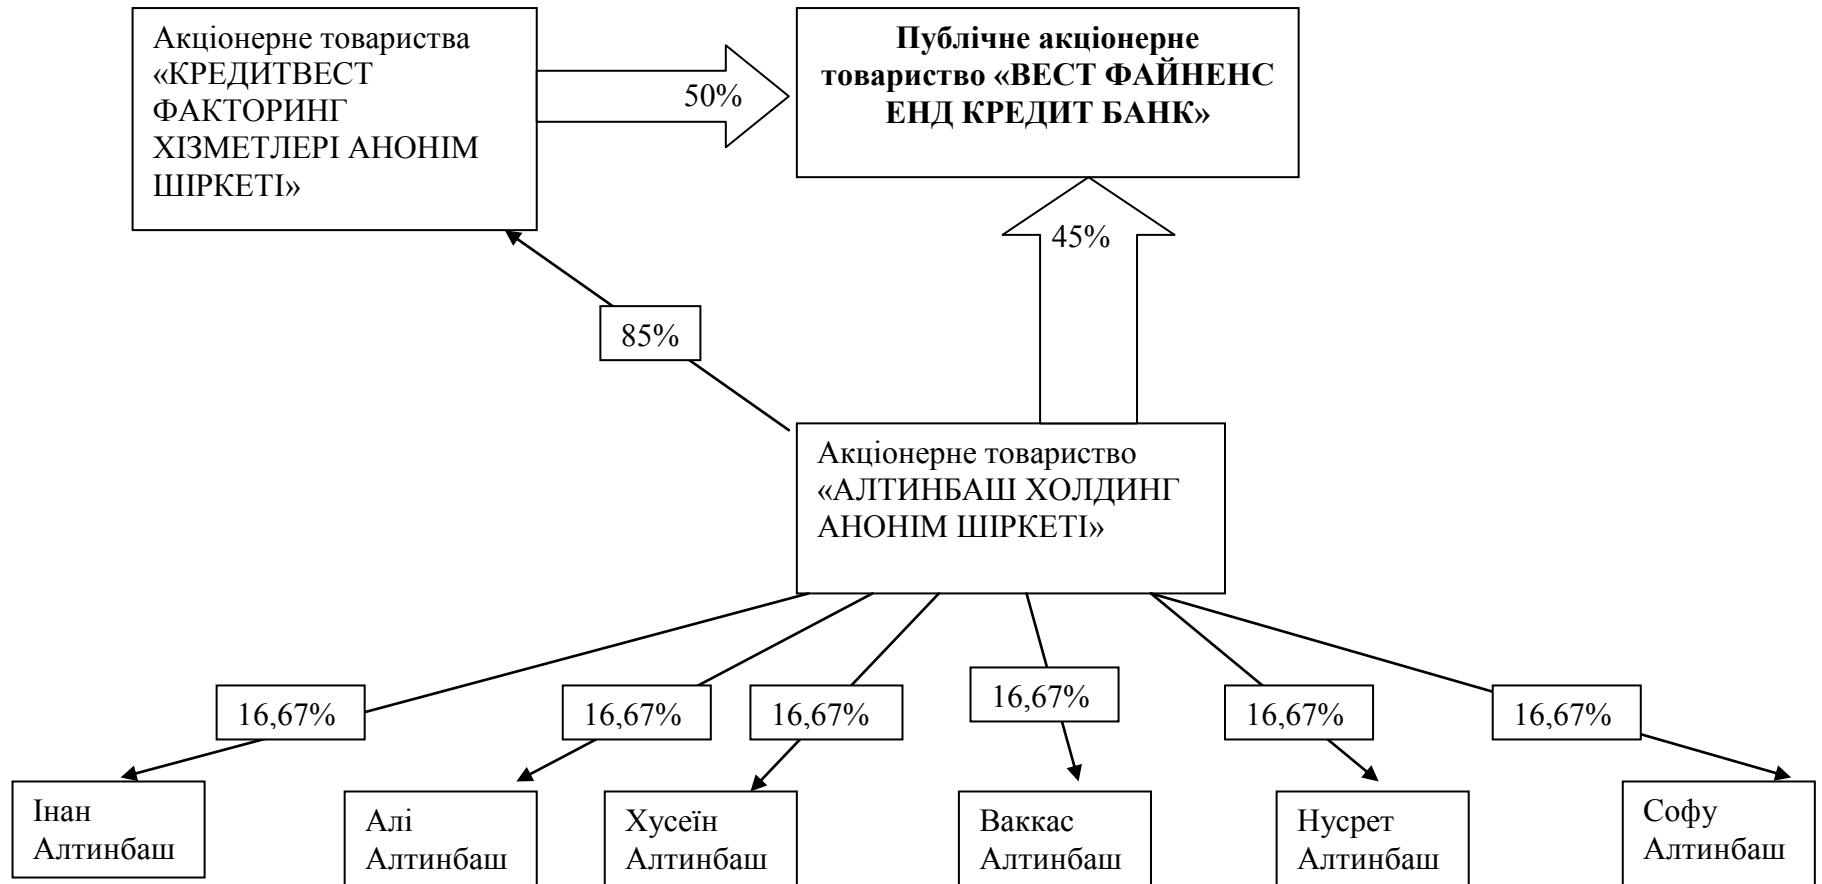 Акціонерне товариства
«КРЕДИТВЕСТ
ФАКТОРИНГ
ХІЗМЕТЛЕРІ АНОНІМ
ШІРКЕТІ»
50%
Публічне акціонерне
товариство «ВЕСТ ФАЙНЕНС
ЕНД КРЕДИТ БАНК»
45%
85%
Акціонерне товариство
«АЛТИНБАШ ХОЛДИНГ
АНОНІМ ШІРКЕТІ»
16,67%
16,67%
16,67%
16,67%
16,67%
16,67%
Інан
Алтинбаш
Алі
Алтинбаш
Хусеїн
Алтинбаш
Ваккас
Алтинбаш
Нусрет
Алтинбаш
Софу
Алтинбаш